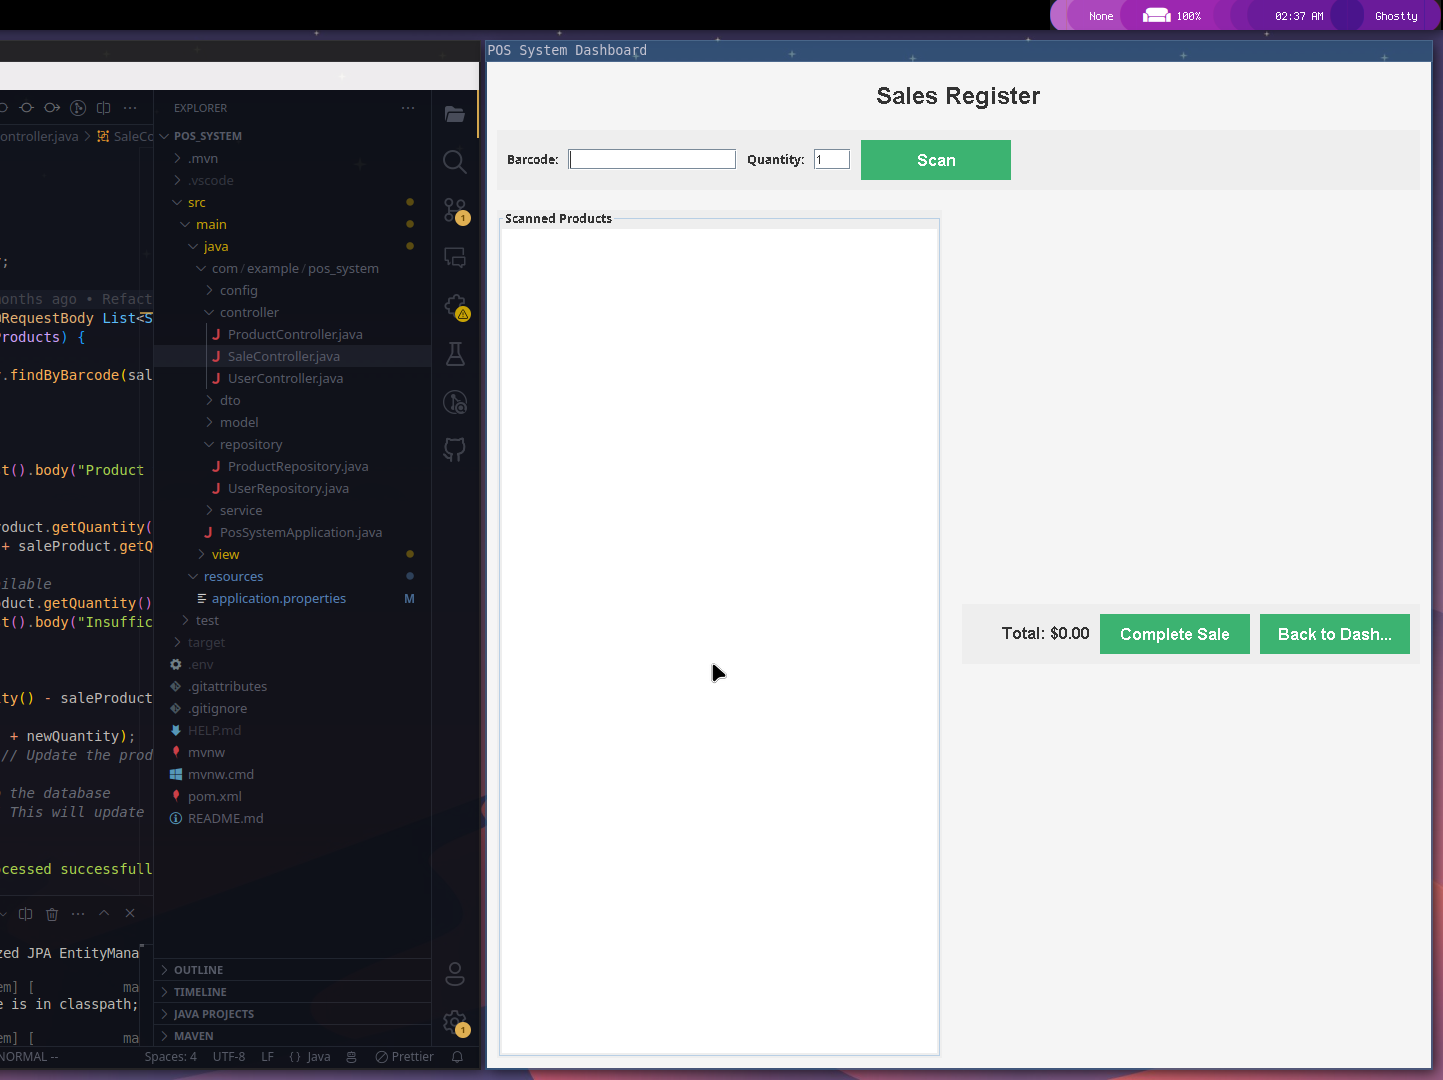 None
100%
02:37 AM
Ghostty
POS System Dashboard
Sales Register
Barcode:
Quantity: 1
Scan
Scanned Products
Total: $0.00
Complete Sale
Back to Dash...
EXPLORER
ontroller.java > SaleCo
POS_SYSTEM
.mvn
.vscode
src
main
java
com / example / pos_system
config
controller
ProductController.java
SaleController.java
UserController.java
dto
model
repository
ProductRepository.java
UserRepository.java
service
PosSystemApplication.java
view
resources
application.properties M
test
target
.env
.gitattributes
.gitignore
HELP.md
mvnw
mvnw.cmd
pom.xml
README.md
OUTLINE
TIMELINE
JAVA PROJECTS
MAVEN
1
1
;
onths ago • Refact
RequestBody List<S
roducts) {
.findByBarcode(sal
t().body("Product
oduct.getQuantity(
+ saleProduct.getQ
ilable
duct.getQuantity()
t().body("Insuffic
ty() - saleProduct
+ newQuantity);
// Update the prod
the database
This will update
cessed successfull
zed JPA EntityMana
em] [ ma
e is in classpath;
em] [ ma
NORMAL --
Spaces: 4
UTF-8
LF
{ } Java
Prettier